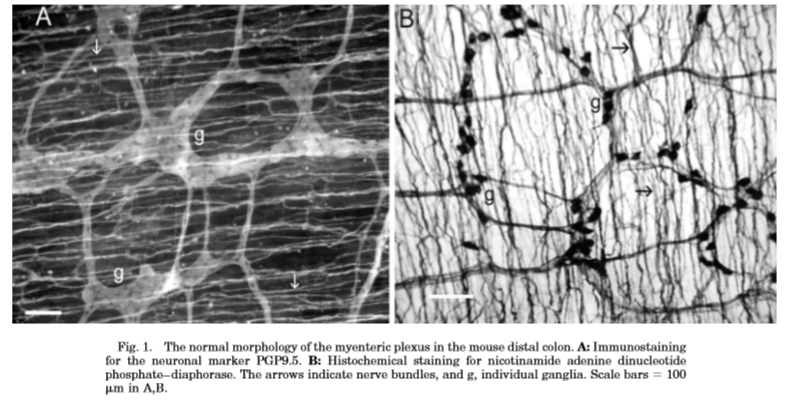 A
B
g
g
g
g
Fig. 1. The normal morphology of the myenteric plexus in the mouse distal colon. A: Immunostaining
for the neuronal marker PGP9.5. B: Histochemical staining for nicotinamide adenine dinucleotide
phosphate–diaphorase. The arrows indicate nerve bundles, and g, individual ganglia. Scale bars = 100
μm in A,B.